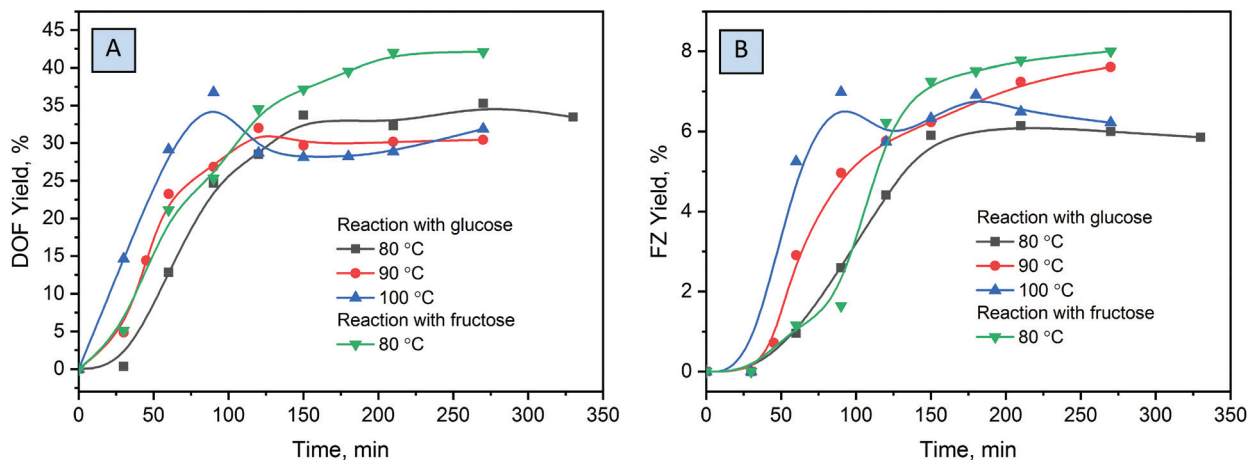 A
DOF Yield, %
45
40
35
30
25
20
15
10
5
0
Reaction with glucose
80 °C
90 °C
100 °C
Reaction with fructose
80 °C
0 50 100 150 200 250 300 350
Time, min
B
FZ Yield, %
8
6
4
2
0
Reaction with glucose
80 °C
90 °C
100 °C
Reaction with fructose
80 °C
0 50 100 150 200 250 300 350
Time, min